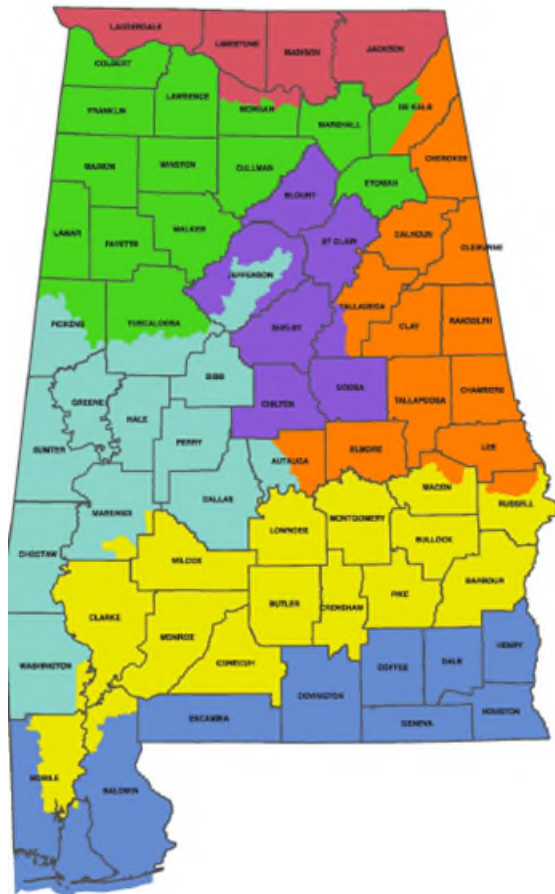 LAUDERDALE
LIMESTONE
MADISON
JACKSON
COLBERT
LAWRENCE
FRANKLIN
MORGAN
MARSHALL
DE KALB
MARION
WINSTON
CULLMAN
CHEROKEE
ETOWAH
BLOUNT
LAMAR
FAYETTE
WALKER
ST CLAIR
CALHOUN
CLEBURNE
JEFFERSON
TALLADEGA
PICKENS
TUSCALOOSA
SHELBY
CLAY
RANDOLPH
BIBB
GREENE
HALE
CHILTON
COOSA
TALLAPOOSA
CHAMBERS
PERRY
SUMTER
AUTAUGA
ELMORE
LEE
MACON
DALLAS
MARENGO
RUSSELL
LOWNDES
MONTGOMERY
BULLOCK
CHOCTAW
WILCOX
BARBOUR
BUTLER
CRENSHAW
PIKE
CLARKE
MONROE
CONECUH
HENRY
WASHINGTON
COFFEE
DALE
COVINGTON
ESCAMBIA
GENEVA
HOUSTON
MOBILE
BALDWIN